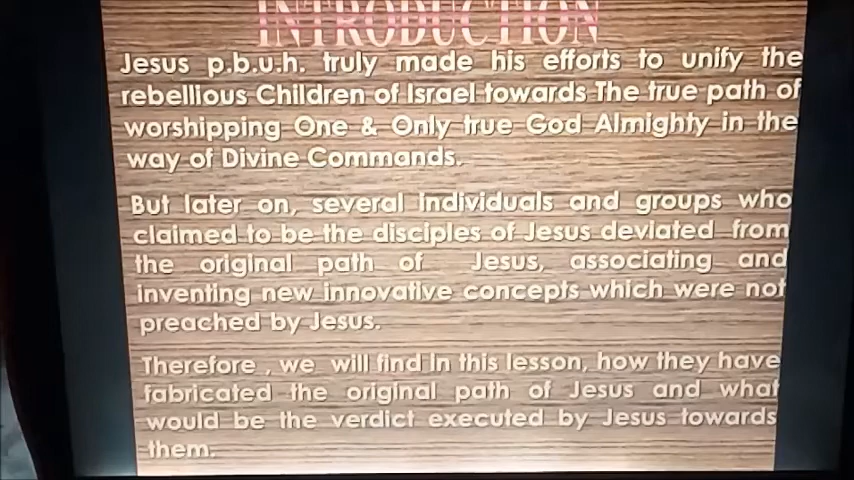 INTRODUCTION
Jesus p.b.u.h. truly made his efforts to unify the
rebellious Children of Israel towards The true path of
worshipping One & Only true God Almighty in the
way of Divine Commands.
But later on, several individuals and groups who
claimed to be the disciples of Jesus deviated from
the original path of Jesus, associating and
inventing new innovative concepts which were not
preached by Jesus.
Therefore , we will find In this lesson, how they have
fabricated the original path of Jesus and what
would be the verdict executed by Jesus towards
them.